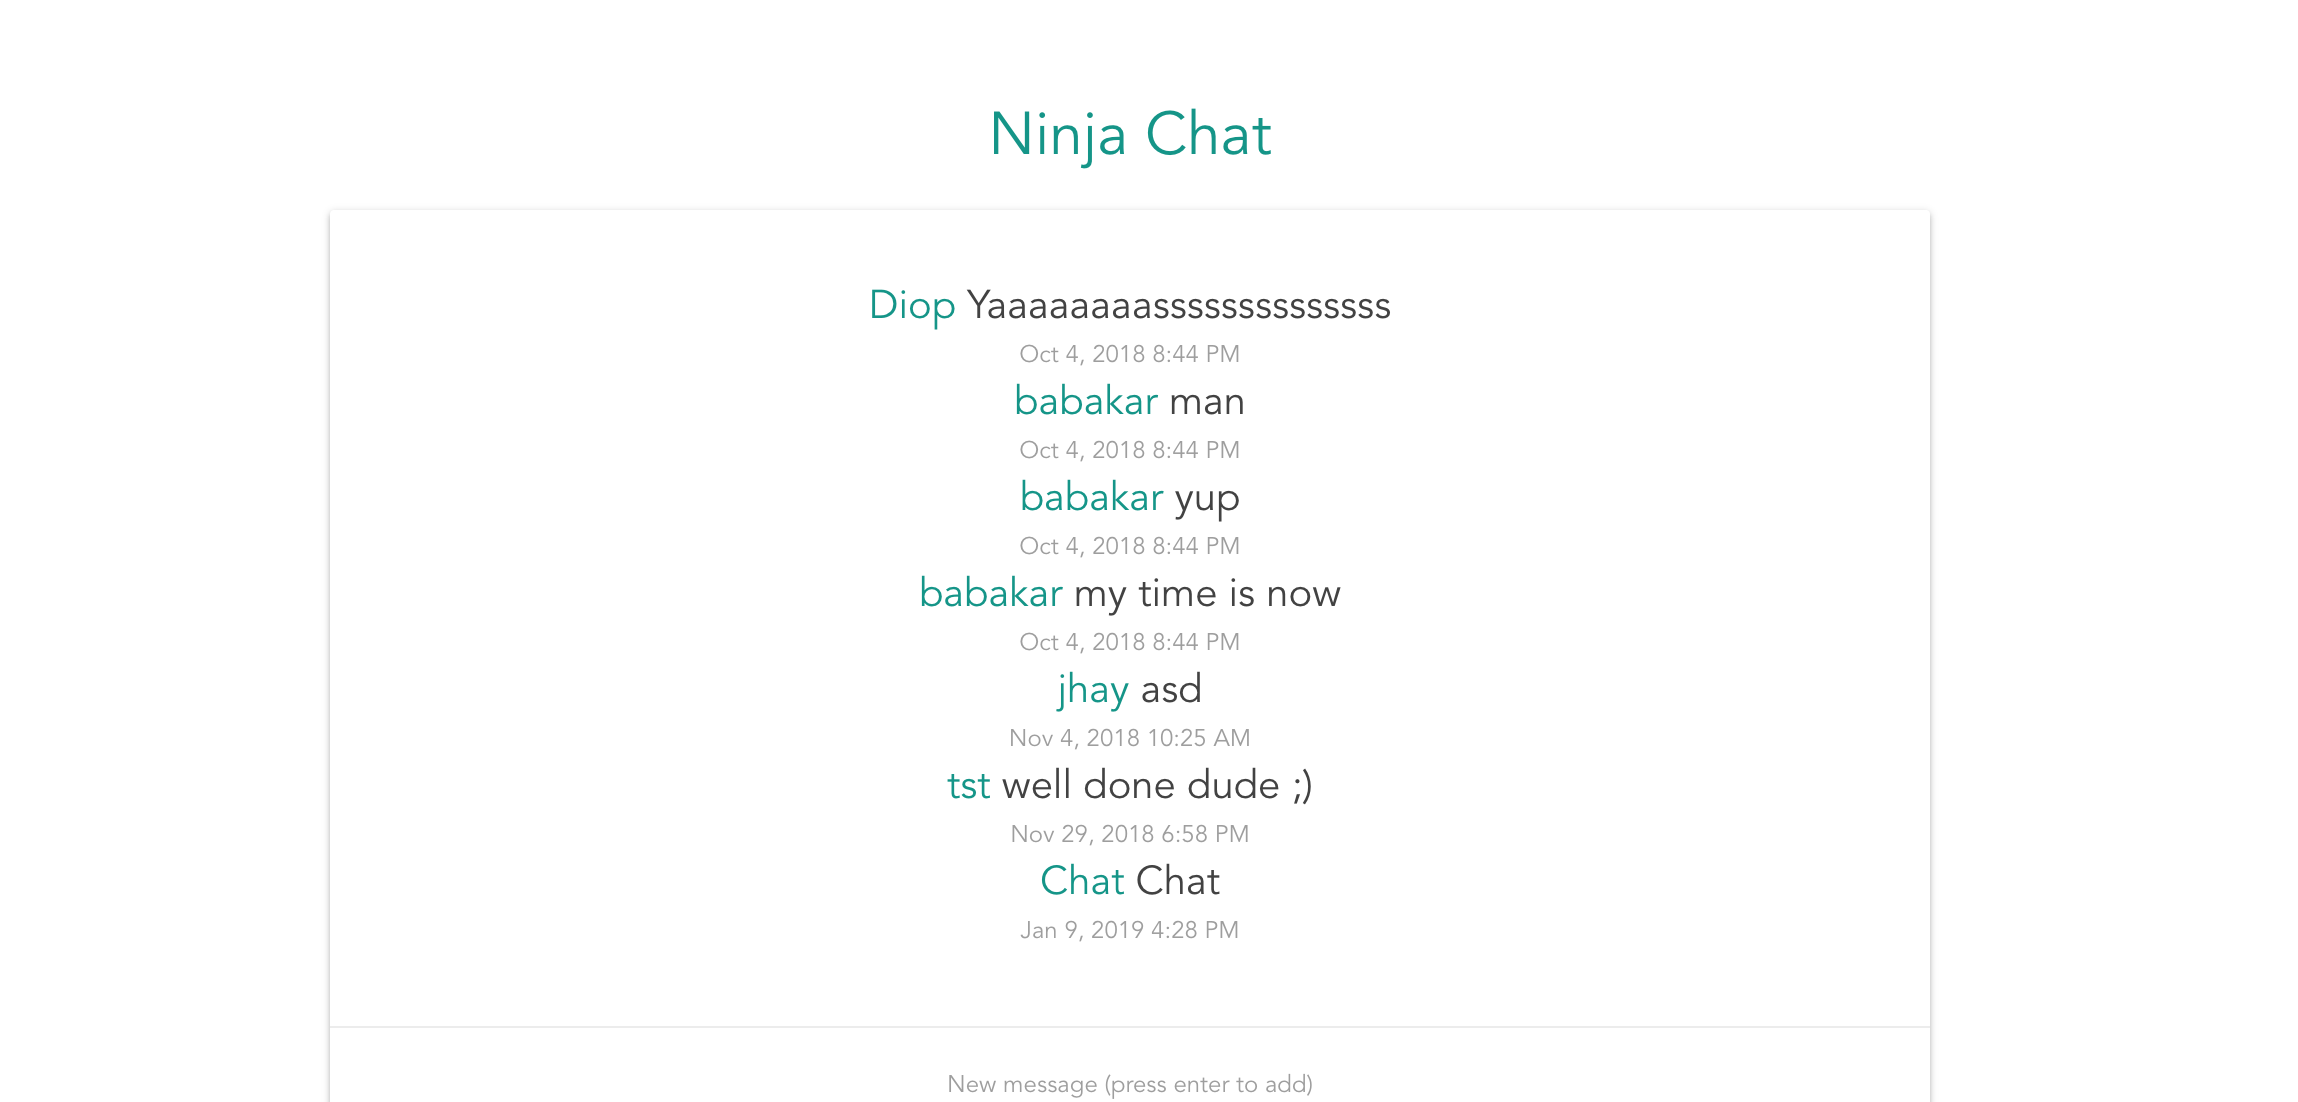 Ninja Chat
Diop Yaaaaaaaasssssssssssssss
Oct 4, 2018 8:44 PM
babakar man
Oct 4, 2018 8:44 PM
babakar yup
Oct 4, 2018 8:44 PM
babakar my time is now
Oct 4, 2018 8:44 PM
jhay asd
Nov 4, 2018 10:25 AM
tst well done dude ;)
Nov 29, 2018 6:58 PM
Chat Chat
Jan 9, 2019 4:28 PM
New message (press enter to add)